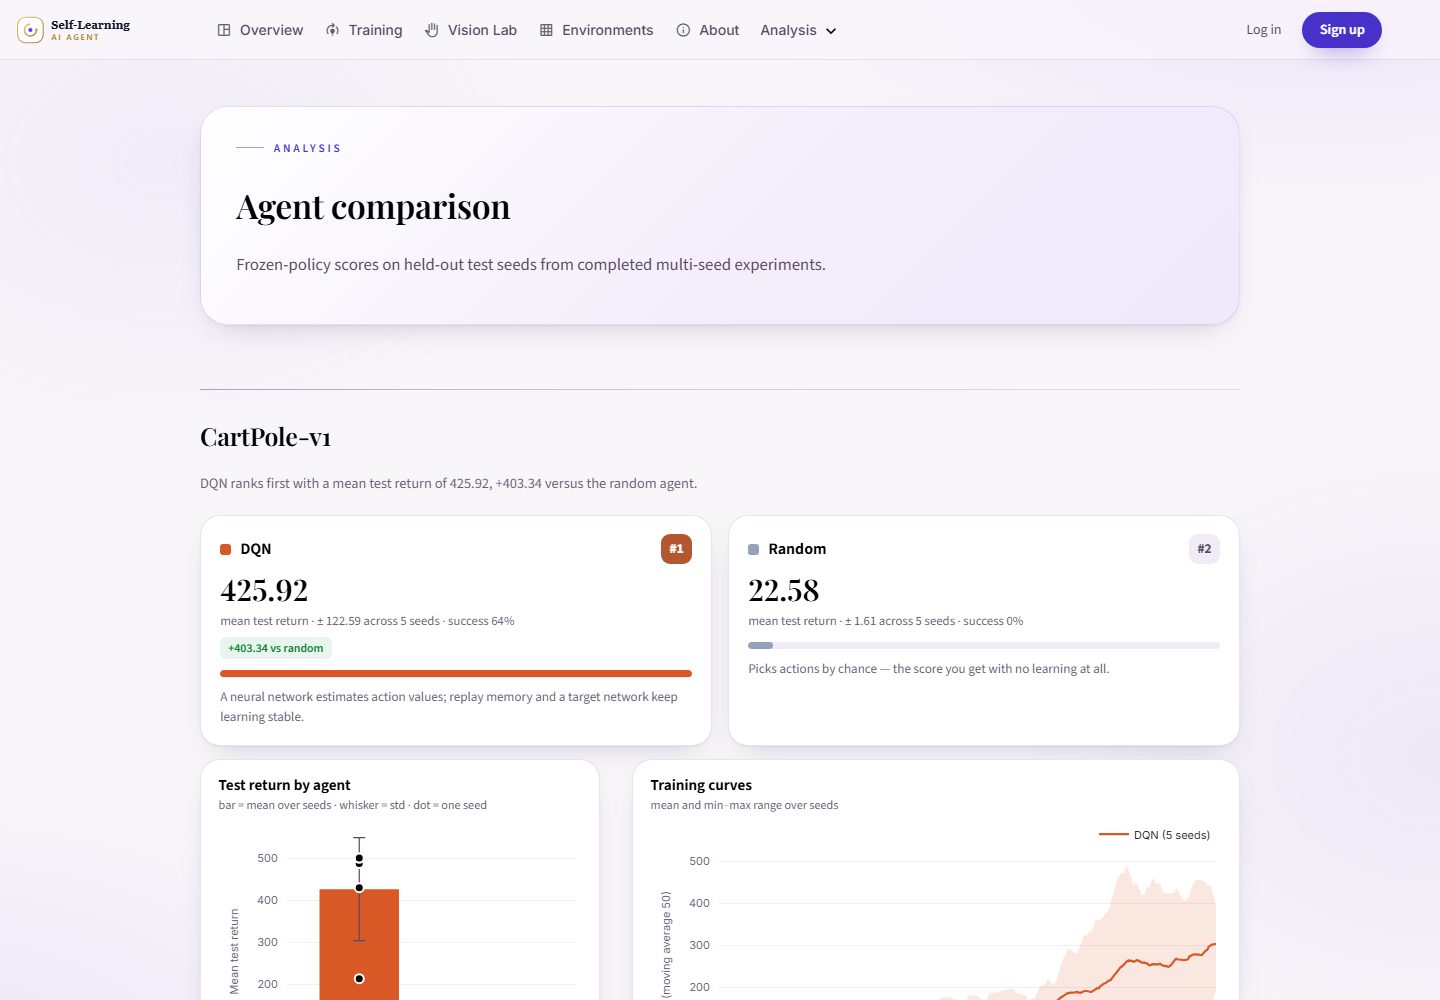 Self-Learning
AI AGENT
Overview
Training
Vision Lab
Environments
About
Analysis
Log in
Sign up
ANALYSIS
Agent comparison
Frozen-policy scores on held-out test seeds from completed multi-seed experiments.
CartPole-v1
DQN ranks first with a mean test return of 425.92, +403.34 versus the random agent.
DQN
#1
425.92
mean test return · ± 122.59 across 5 seeds · success 64%
+403.34 vs random
A neural network estimates action values; replay memory and a target network keep
learning stable.
Random
#2
22.58
mean test return · ± 1.61 across 5 seeds · success 0%
Picks actions by chance — the score you get with no learning at all.
Test return by agent
bar = mean over seeds · whisker = std · dot = one seed
500
400
300
200
Mean test return
Training curves
mean and min–max range over seeds
DQN (5 seeds)
500
400
300
200
(moving average 50)